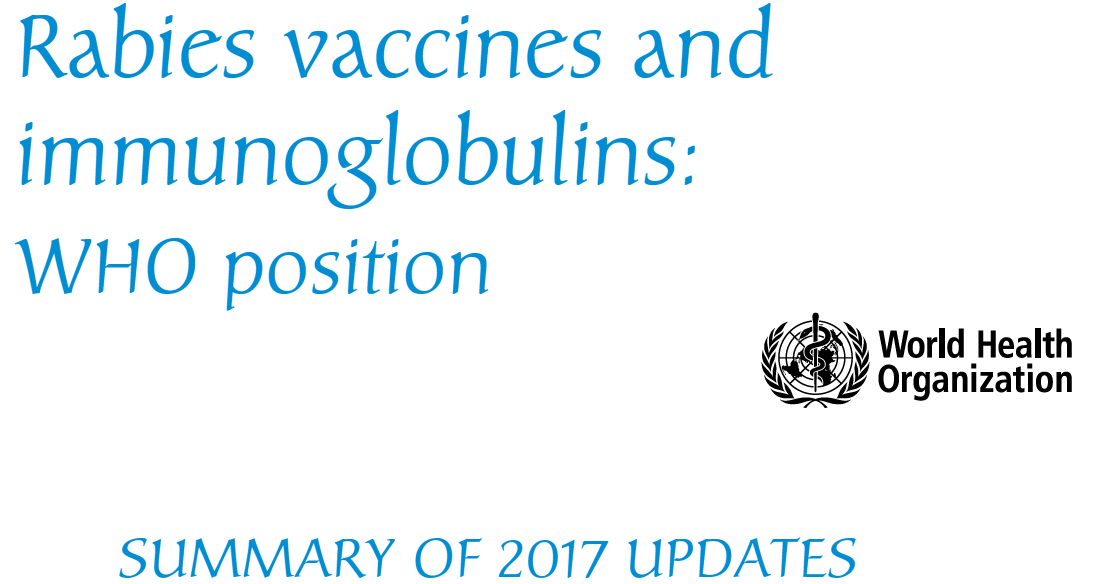 Rabies vaccines and
immunoglobulins:
WHO position
World Health
Organization
SUMMARY OF 2017 UPDATES